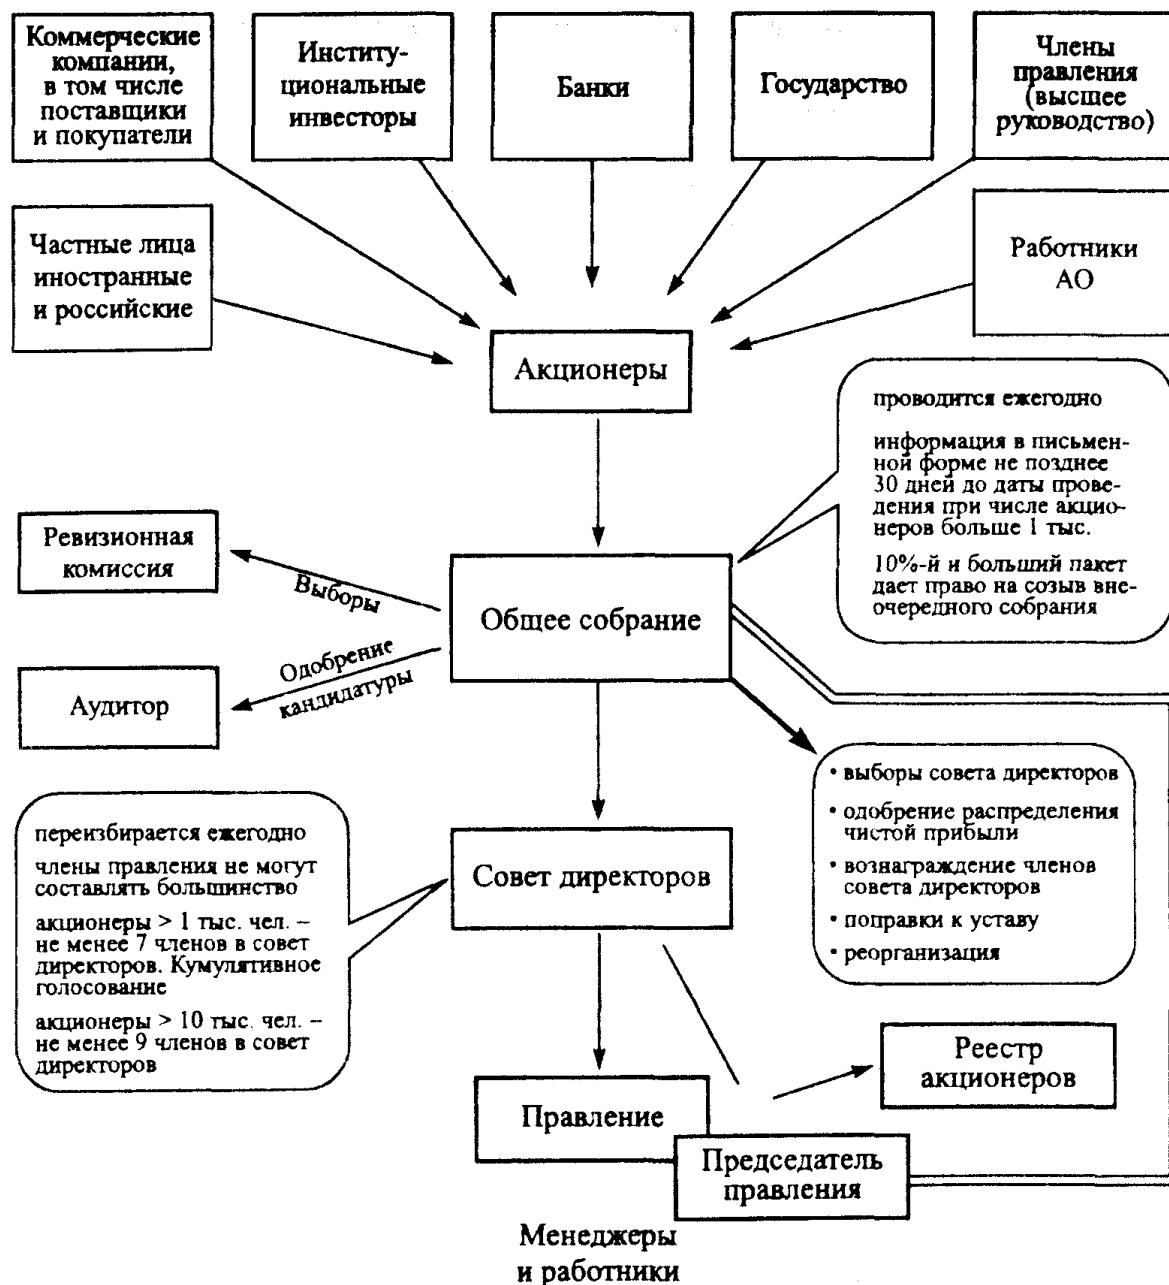 Коммерческие
компании,
в том числе
поставщики
и покупатели
Институ-
циональные
инвесторы
Банки
Государство
Члены
правления
(высшее
руководство)
Частные лица
иностранные
и российские
Работники
АО
Акционеры
проводится ежегодно
информация в письмен-
ной форме не позднее
30 дней до даты прове-
дения при числе акцио-
неров больше 1 тыс.
10%-й и больший пакет
дает право на созыв вне-
очередного собрания
Ревизионная
комиссия
Выборы
Общее собрание
Одобрение
кандидатуры
Аудитор
• выборы совета директоров
• одобрение распределения
чистой прибыли
• вознаграждение членов
совета директоров
• поправки к уставу
• реорганизация
переизбирается ежегодно
члены правления не могут
составлять большинство
акционеры > 1 тыс. чел. –
не менее 7 членов в совет
директоров. Кумулятивное
голосование
акционеры > 10 тыс. чел. –
не менее 9 членов в совет
директоров
Совет директоров
Реестр
акционеров
Правление
Председатель
правления
Менеджеры
и работники